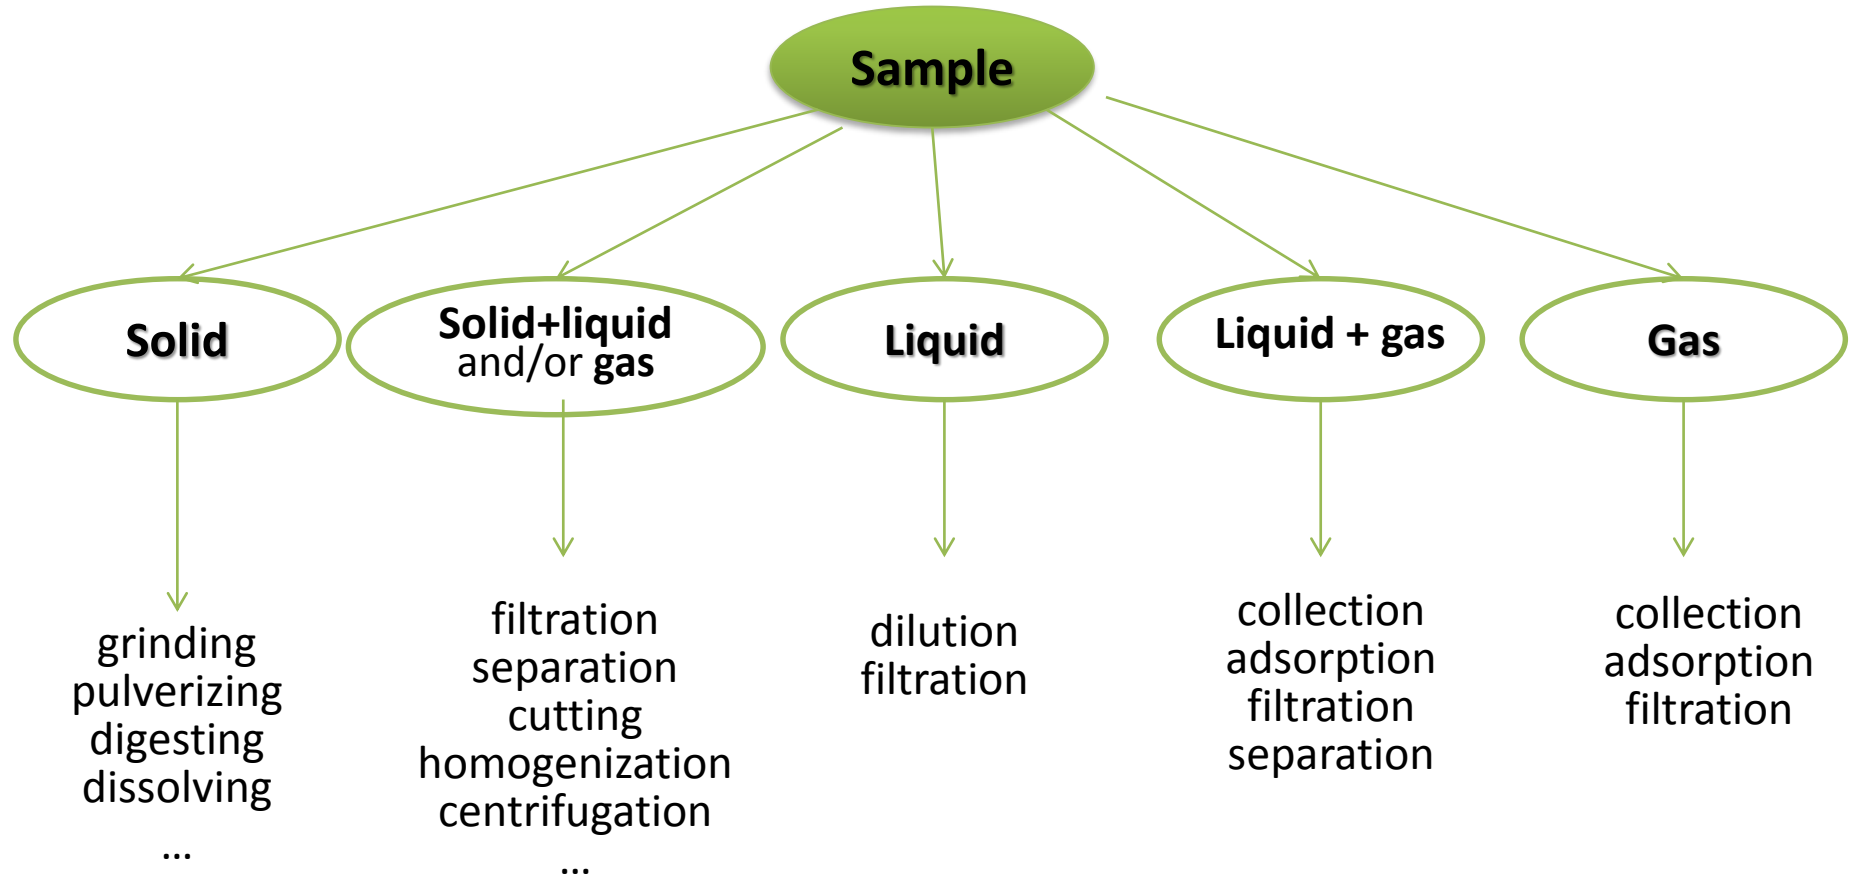 Sample
Solid
Solid+liquid
and/or gas
Liquid
Liquid + gas
Gas
grinding
pulverizing
digesting
dissolving
...
filtration
separation
cutting
homogenization
centrifugation
...
dilution
filtration
collection
adsorption
filtration
separation
collection
adsorption
filtration